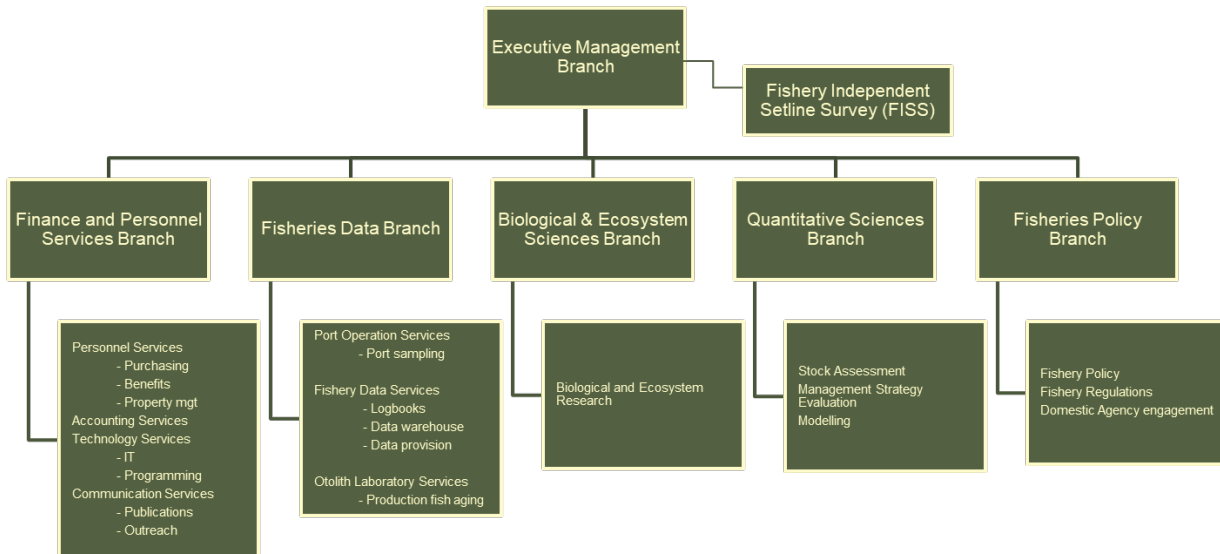 Executive Management
Branch
Fishery Independent
Setline Survey (FISS)
Finance and Personnel
Services Branch
Fisheries Data Branch
Biological & Ecosystem
Sciences Branch
Quantitative Sciences
Branch
Fisheries Policy
Branch
Personnel Services
- Purchasing
- Benefits
- Property mgt
Accounting Services
Technology Services
- IT
- Programming
Communication Services
- Publications
- Outreach
Port Operation Services
- Port sampling
Fishery Data Services
- Logbooks
- Data warehouse
- Data provision
Otolith Laboratory Services
- Production fish aging
Biological and Ecosystem
Research
Stock Assessment
Management Strategy
Evaluation
Modelling
Fishery Policy
Fishery Regulations
Domestic Agency engagement